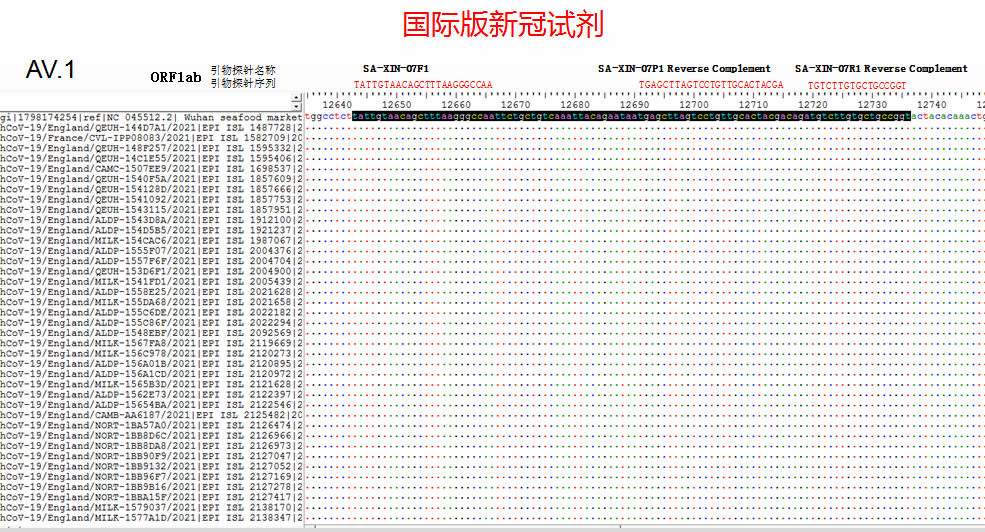 国际版新冠试剂
AV.1
ORF1ab
引物探针名称
引物探针序列
SA-XIN-07F1
TATTGTAACAGCTTTAAGGGCCAA
SA-XIN-07P1 Reverse Complement
TGAGCTTAGTCCTGTTGCACTACGA
SA-XIN-07R1 Reverse Complement
TGTCTTGTGCTGCCGGT
12640 12650 12660 12670 12680 12690 12700 12710 12720 12730 12740 12
gi|1798174254|ref|NC 045512.2| Wuhan seafood market tggcctcttattgtaacagctttaagggccaattctgctgtcaaattacagaataatgagcttagtcctgttgcactacgacagatgtcttgtgctgccggtactacacaaactg
hCoV-19/England/QEUH-144D7A1/2021|EPI ISL 1487728|2
hCoV-19/France/CVL-IPP08083/2021|EPI ISL 1582709|20
hCoV-19/England/QEUH-148F257/2021|EPI ISL 1595332|2
hCoV-19/England/QEUH-14C1E55/2021|EPI ISL 1595406|2
hCoV-19/England/CAMC-1507EE9/2021|EPI ISL 1698537|2
hCoV-19/England/QEUH-1540F5A/2021|EPI ISL 1857609|2
hCoV-19/England/QEUH-154128D/2021|EPI ISL 1857666|2
hCoV-19/England/QEUH-1541092/2021|EPI ISL 1857753|2
hCoV-19/England/QEUH-1543115/2021|EPI ISL 1857951|2
hCoV-19/England/ALDP-1543D8A/2021|EPI ISL 1912100|2
hCoV-19/England/ALDP-154D5B5/2021|EPI ISL 1921237|2
hCoV-19/England/MILK-154CAC6/2021|EPI ISL 1987067|2
hCoV-19/England/ALDP-1555F07/2021|EPI ISL 2004376|2
hCoV-19/England/ALDP-1557F6F/2021|EPI ISL 2004704|2
hCoV-19/England/QEUH-153D6F1/2021|EPI ISL 2004900|2
hCoV-19/England/MILK-1541FD1/2021|EPI ISL 2005439|2
hCoV-19/England/ALDP-1558E25/2021|EPI ISL 2021628|2
hCoV-19/England/MILK-155DA68/2021|EPI ISL 2021658|2
hCoV-19/England/ALDP-155C6DE/2021|EPI ISL 2022182|2
hCoV-19/England/ALDP-155C86F/2021|EPI ISL 2022294|2
hCoV-19/England/ALDP-1548EBF/2021|EPI ISL 2092569|2
hCoV-19/England/MILK-1567FA8/2021|EPI ISL 2119669|2
hCoV-19/England/MILK-156C978/2021|EPI ISL 2120273|2
hCoV-19/England/ALDP-156A01B/2021|EPI ISL 2120895|2
hCoV-19/England/ALDP-156A1CD/2021|EPI ISL 2120972|2
hCoV-19/England/MILK-1565B3D/2021|EPI ISL 2121628|2
hCoV-19/England/ALDP-1562E73/2021|EPI ISL 2122397|2
hCoV-19/England/ALDP-15654BA/2021|EPI ISL 2122546|2
hCoV-19/England/CAMB-AA6187/2021|EPI ISL 2125482|20
hCoV-19/England/NORT-1BA57A0/2021|EPI ISL 2126474|2
hCoV-19/England/NORT-1BB8D6C/2021|EPI ISL 2126966|2
hCoV-19/England/NORT-1BB8DA8/2021|EPI ISL 2126973|2
hCoV-19/England/NORT-1BB90F9/2021|EPI ISL 2127047|2
hCoV-19/England/NORT-1BB9132/2021|EPI ISL 2127052|2
hCoV-19/England/NORT-1BB96F7/2021|EPI ISL 2127169|2
hCoV-19/England/NORT-1BB9B16/2021|EPI ISL 2127278|2
hCoV-19/England/NORT-1BBA15F/2021|EPI ISL 2127417|2
hCoV-19/England/MILK-1579037/2021|EPI ISL 2138170|2
hCoV-19/England/MILK-1577A1D/2021|EPI ISL 2138347|2